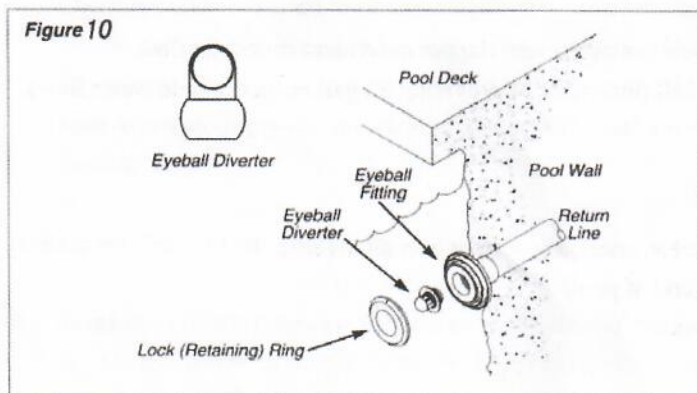 Figure 10
Eyeball Diverter
Pool Deck
Pool Wall
Eyeball
Fitting
Return
Line
Eyeball
Diverter
Lock (Retaining) Ring